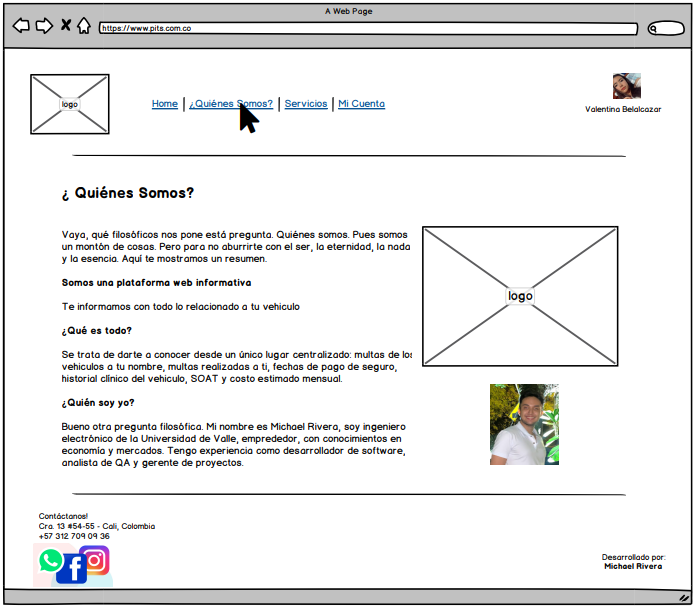 A Web Page
https://www.pits.com.co
logo
Home | ¿Quiénes Somos? | Servicios | Mi Cuenta
Valentina Belalcazar
¿ Quiénes Somos?
Vaya, qué filosóficos nos pone está pregunta. Quiénes somos. Pues somos
un montón de cosas. Pero para no aburrirte con el ser, la eternidad, la nada
y la esencia. Aquí te mostramos un resumen.
Somos una plataforma web informativa
Te informamos con todo lo relacionado a tu vehiculo
¿Qué es todo?
Se trata de darte a conocer desde un único lugar centralizado: multas de los
vehiculos a tu nombre, multas realizadas a ti, fechas de pago de seguro,
historial clínico del vehiculo, SOAT y costo estimado mensual.
¿Quién soy yo?
Bueno otra pregunta filosófica. Mi nombre es Michael Rivera, soy ingeniero
electrónico de la Universidad de Valle, emprededor, con conocimientos en
economía y mercados. Tengo experiencia como desarrollador de software,
analista de QA y gerente de proyectos.
logo
Contáctanos!
Cra. 13 #54-55 - Cali, Colombia
+57 312 709 09 36
Desarrollado por:
Michael Rivera